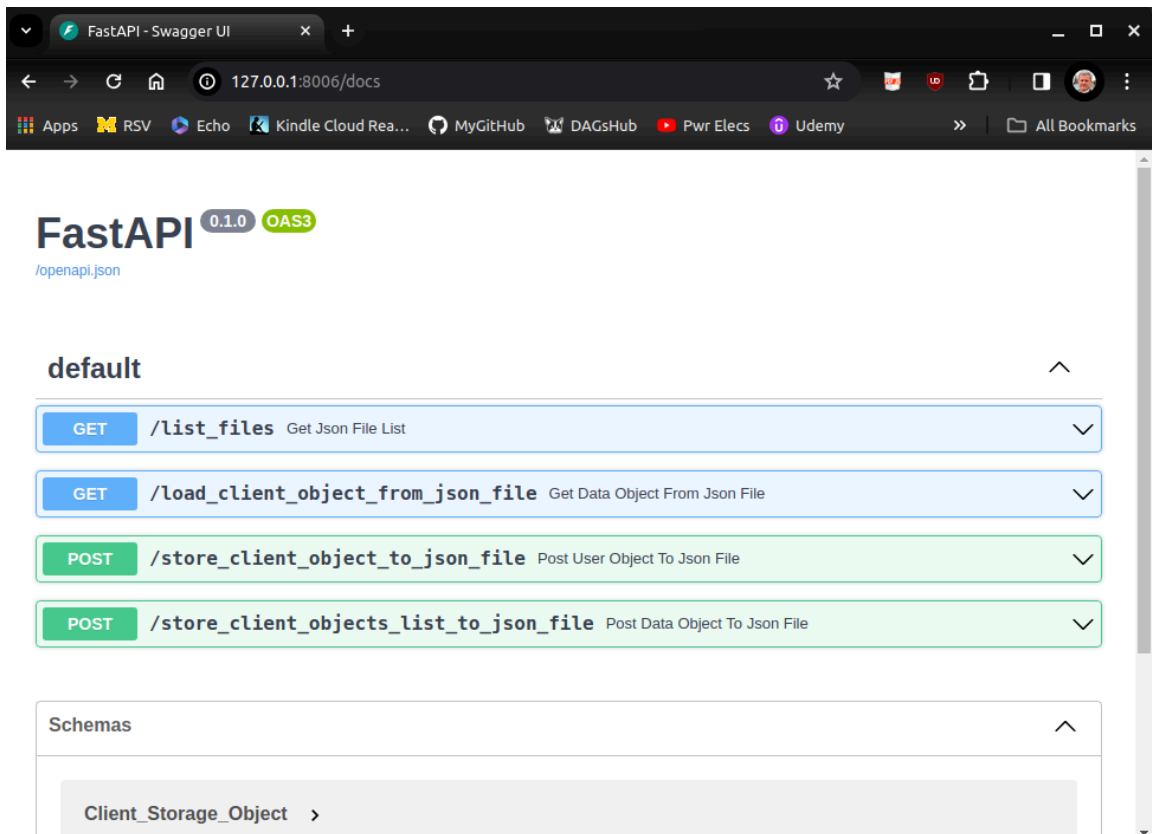 FastAPI - Swagger UI
127.0.0.1:8006/docs
Apps RSV Echo Kindle Cloud Rea... MyGitHub DAGsHub Pwr Elecs Udemy » All Bookmarks
FastAPI 0.1.0 OAS3
/openapi.json
default
GET /list_files Get Json File List
GET /load_client_object_from_json_file Get Data Object From Json File
POST /store_client_object_to_json_file Post User Object To Json File
POST /store_client_objects_list_to_json_file Post Data Object To Json File
Schemas
Client_Storage_Object